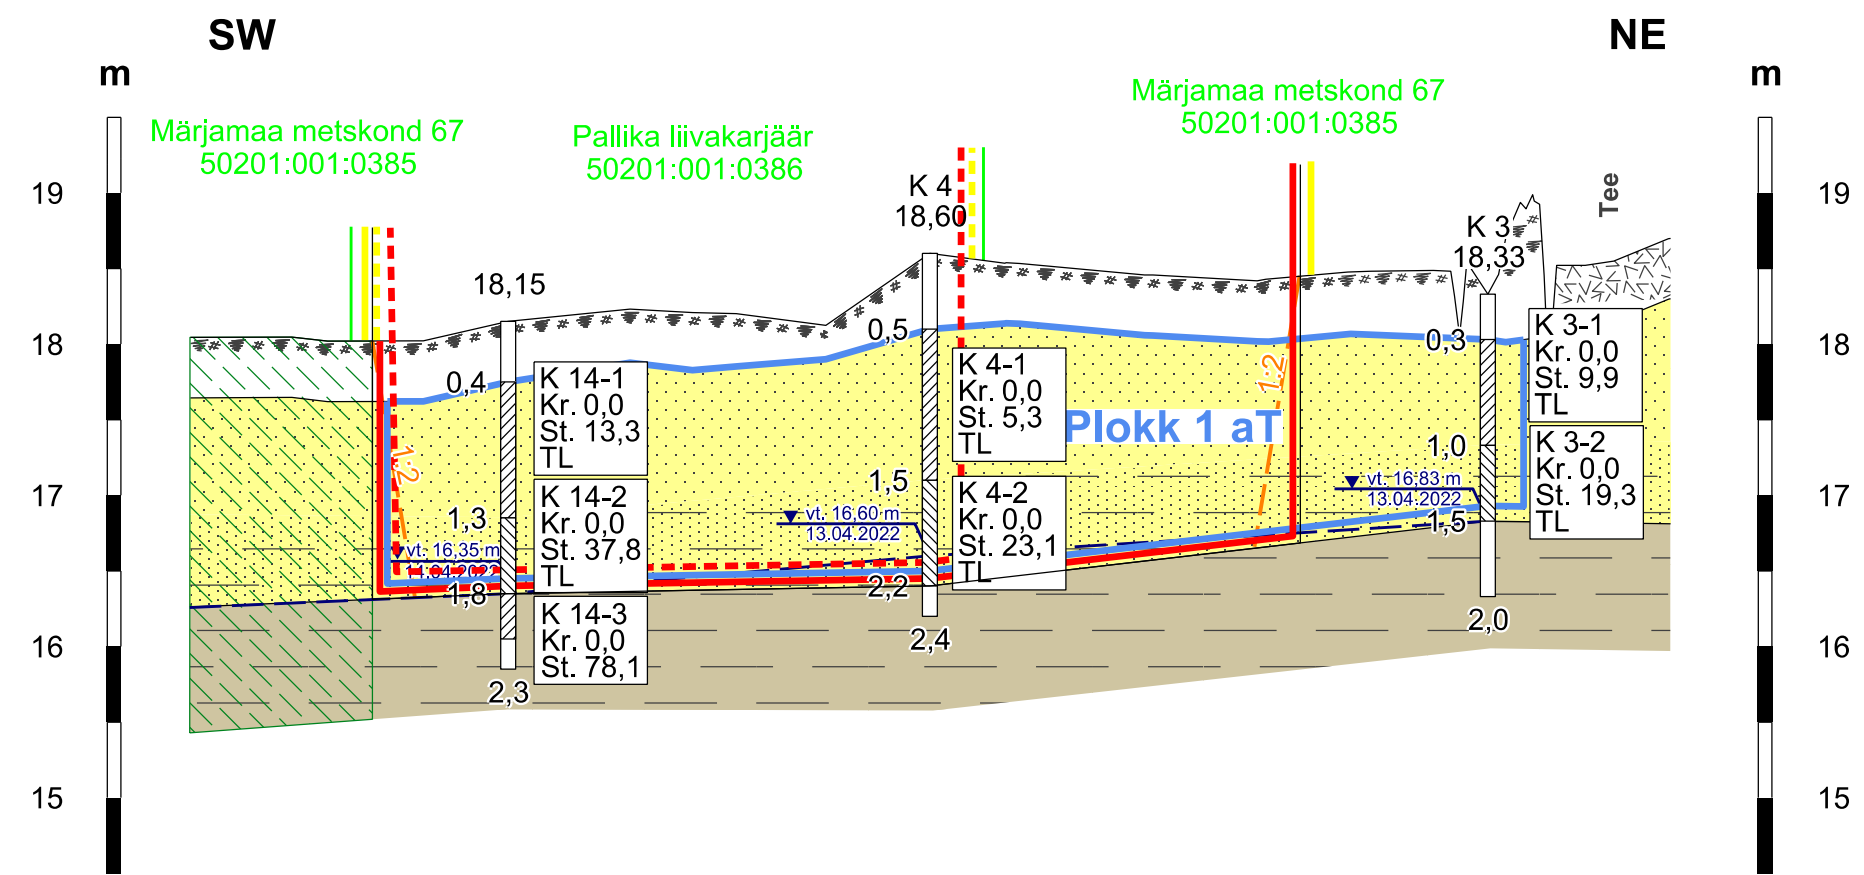 SW
NE
m
m
Märjamaa metskond 67
50201:001:0385
Pallika liivakarjäär
50201:001:0386
Märjamaa metskond 67
50201:001:0385
19
18
17
16
15
19
18
17
16
15
18,15
K 4
18,60
K 3
18,33
Tee
0,4
1,3
1,8
2,3
0,5
1,5
2,2
2,4
0,3
1,0
1,5
2,0
K 14-1
Kr. 0,0
St. 13,3
TL
K 14-2
Kr. 0,0
St. 37,8
TL
K 14-3
Kr. 0,0
St. 78,1
K 4-1
Kr. 0,0
St. 5,3
TL
K 4-2
Kr. 0,0
St. 23,1
TL
K 3-1
Kr. 0,0
St. 9,9
TL
K 3-2
Kr. 0,0
St. 19,3
TL
Plokk 1 aT
1:2
1:2
vt. 16,35 m
vt. 16,60 m
13.04.2022
vt. 16,83 m
13.04.2022